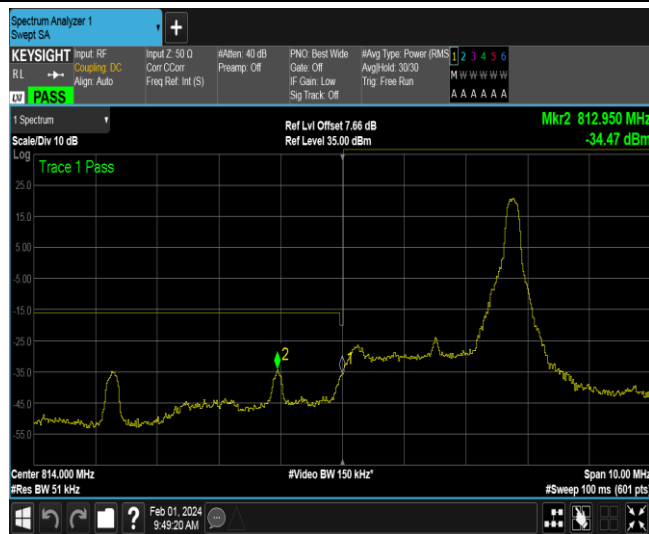 Spectrum Analyzer 1
Swept SA
+
KEYSIGHT
RL
LXI PASS
Input: RF
Coupling: DC
Align: Auto
Input Z: 50 Ω
Corr CCorr
Freq Ref: Int (S)
#Atten: 40 dB
Preamp: Off
PNO: Best Wide
Gate: Off
IF Gain: Low
Sig Track: Off
#Avg Type: Power (RMS
Avg|Hold: 30/30
Trig: Free Run
1 2 3 4 5 6
M W W W W W
A A A A A A
1 Spectrum
Scale/Div 10 dB
Ref Lvl Offset 7.66 dB
Ref Level 35.00 dBm
Mkr2 812.950 MHz
-34.47 dBm
Log
Trace 1 Pass
25.0
15.0
5.00
-5.00
-15.0
-25.0
-35.0
-45.0
-55.0
2
1
Center 814.000 MHz
#Res BW 51 kHz
#Video BW 150 kHz*
Span 10.00 MHz
#Sweep 100 ms (601 pts)
?
Feb 01, 2024
9:49:20 AM